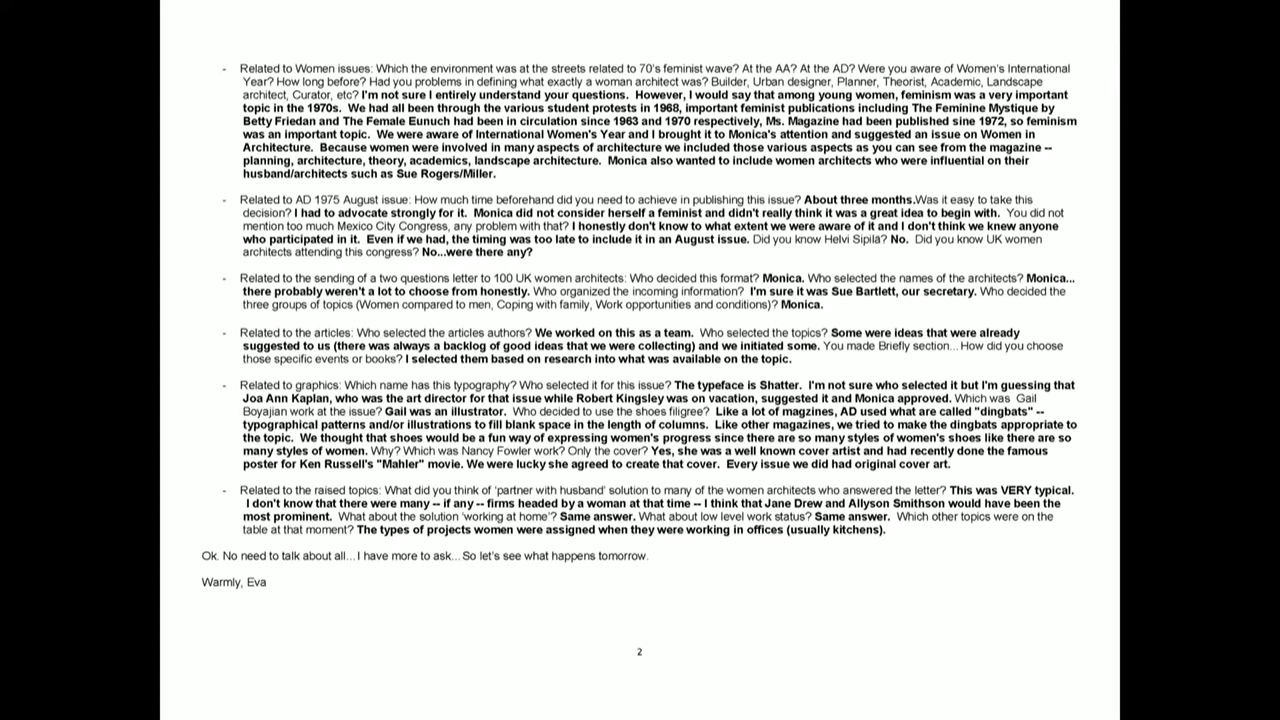 - Related to Women issues: Which the environment was at the streets related to 70's feminist wave? At the AA? At the AD? Were you aware of Women's International
Year? How long before? Had you problems in defining what exactly a woman architect was? Builder, Urban designer, Planner, Theorist, Academic, Landscape
architect, Curator, etc? I'm not sure I entirely understand your questions. However, I would say that among young women, feminism was a very important
topic in the 1970s. We had all been through the various student protests in 1968, important feminist publications including The Feminine Mystique by
Betty Friedan and The Female Eunuch had been in circulation since 1963 and 1970 respectively, Ms. Magazine had been published sine 1972, so feminism
was an important topic. We were aware of International Women's Year and I brought it to Monica's attention and suggested an issue on Women in
Architecture. Because women were involved in many aspects of architecture we included those various aspects as you can see from the magazine --
planning, architecture, theory, academics, landscape architecture. Monica also wanted to include women architects who were influential on their
husband/architects such as Sue Rogers/Miller.
- Related to AD 1975 August issue: How much time beforehand did you need to achieve in publishing this issue? About three months.Was it easy to take this
decision? I had to advocate strongly for it. Monica did not consider herself a feminist and didn't really think it was a great idea to begin with. You did not
mention too much Mexico City Congress, any problem with that? I honestly don't know to what extent we were aware of it and I don't think we knew anyone
who participated in it. Even if we had, the timing was too late to include it in an August issue. Did you know Helvi Sipilä? No. Did you know UK women
architects attending this congress? No...were there any?
- Related to the sending of a two questions letter to 100 UK women architects: Who decided this format? Monica. Who selected the names of the architects? Monica...
there probably weren't a lot to choose from honestly. Who organized the incoming information? I'm sure it was Sue Bartlett, our secretary. Who decided the
three groups of topics (Women compared to men, Coping with family, Work opportunities and conditions)? Monica.
- Related to the articles: Who selected the articles authors? We worked on this as a team. Who selected the topics? Some were ideas that were already
suggested to us (there was always a backlog of good ideas that we were collecting) and we initiated some. You made Briefly section... How did you choose
those specific events or books? I selected them based on research into what was available on the topic.
- Related to graphics: Which name has this typography? Who selected it for this issue? The typeface is Shatter. I'm not sure who selected it but I'm guessing that
Joa Ann Kaplan, who was the art director for that issue while Robert Kingsley was on vacation, suggested it and Monica approved. Which was Gail
Boyajian work at the issue? Gail was an illustrator. Who decided to use the shoes filigree? Like a lot of magzines, AD used what are called "dingbats" --
typographical patterns and/or illustrations to fill blank space in the length of columns. Like other magazines, we tried to make the dingbats appropriate to
the topic. We thought that shoes would be a fun way of expressing women's progress since there are so many styles of women's shoes like there are so
many styles of women. Why? Which was Nancy Fowler work? Only the cover? Yes, she was a well known cover artist and had recently done the famous
poster for Ken Russell's "Mahler" movie. We were lucky she agreed to create that cover. Every issue we did had original cover art.
- Related to the raised topics: What did you think of 'partner with husband' solution to many of the women architects who answered the letter? This was VERY typical.
I don't know that there were many -- if any -- firms headed by a woman at that time -- I think that Jane Drew and Allyson Smithson would have been the
most prominent. What about the solution 'working at home'? Same answer. What about low level work status? Same answer. Which other topics were on the
table at that moment? The types of projects women were assigned when they were working in offices (usually kitchens).
Ok. No need to talk about all... I have more to ask... So let's see what happens tomorrow.
Warmly, Eva
2